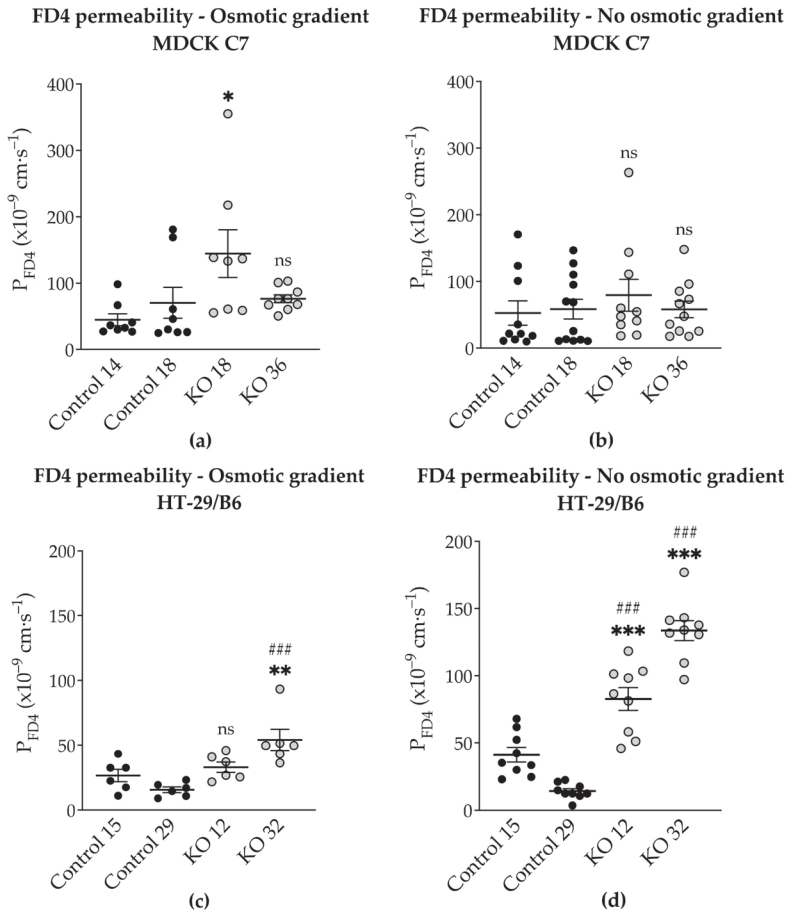 FD4 permeability - Osmotic gradient
MDCK C7
P_FD4 (x10⁻⁹ cm·s⁻¹)
400
300
200
100
0
*
ns
Control 14
Control 18
KO 18
KO 36
(a)
FD4 permeability - No osmotic gradient
MDCK C7
P_FD4 (x10⁻⁹ cm·s⁻¹)
400
300
200
100
0
ns
ns
Control 14
Control 18
KO 18
KO 36
(b)
FD4 permeability - Osmotic gradient
HT-29/B6
P_FD4 (x10⁻⁹ cm·s⁻¹)
200
150
100
50
0
ns
###
**
Control 15
Control 29
KO 12
KO 32
(c)
FD4 permeability - No osmotic gradient
HT-29/B6
P_FD4 (x10⁻⁹ cm·s⁻¹)
200
150
100
50
0
###
***
###
***
Control 15
Control 29
KO 12
KO 32
(d)